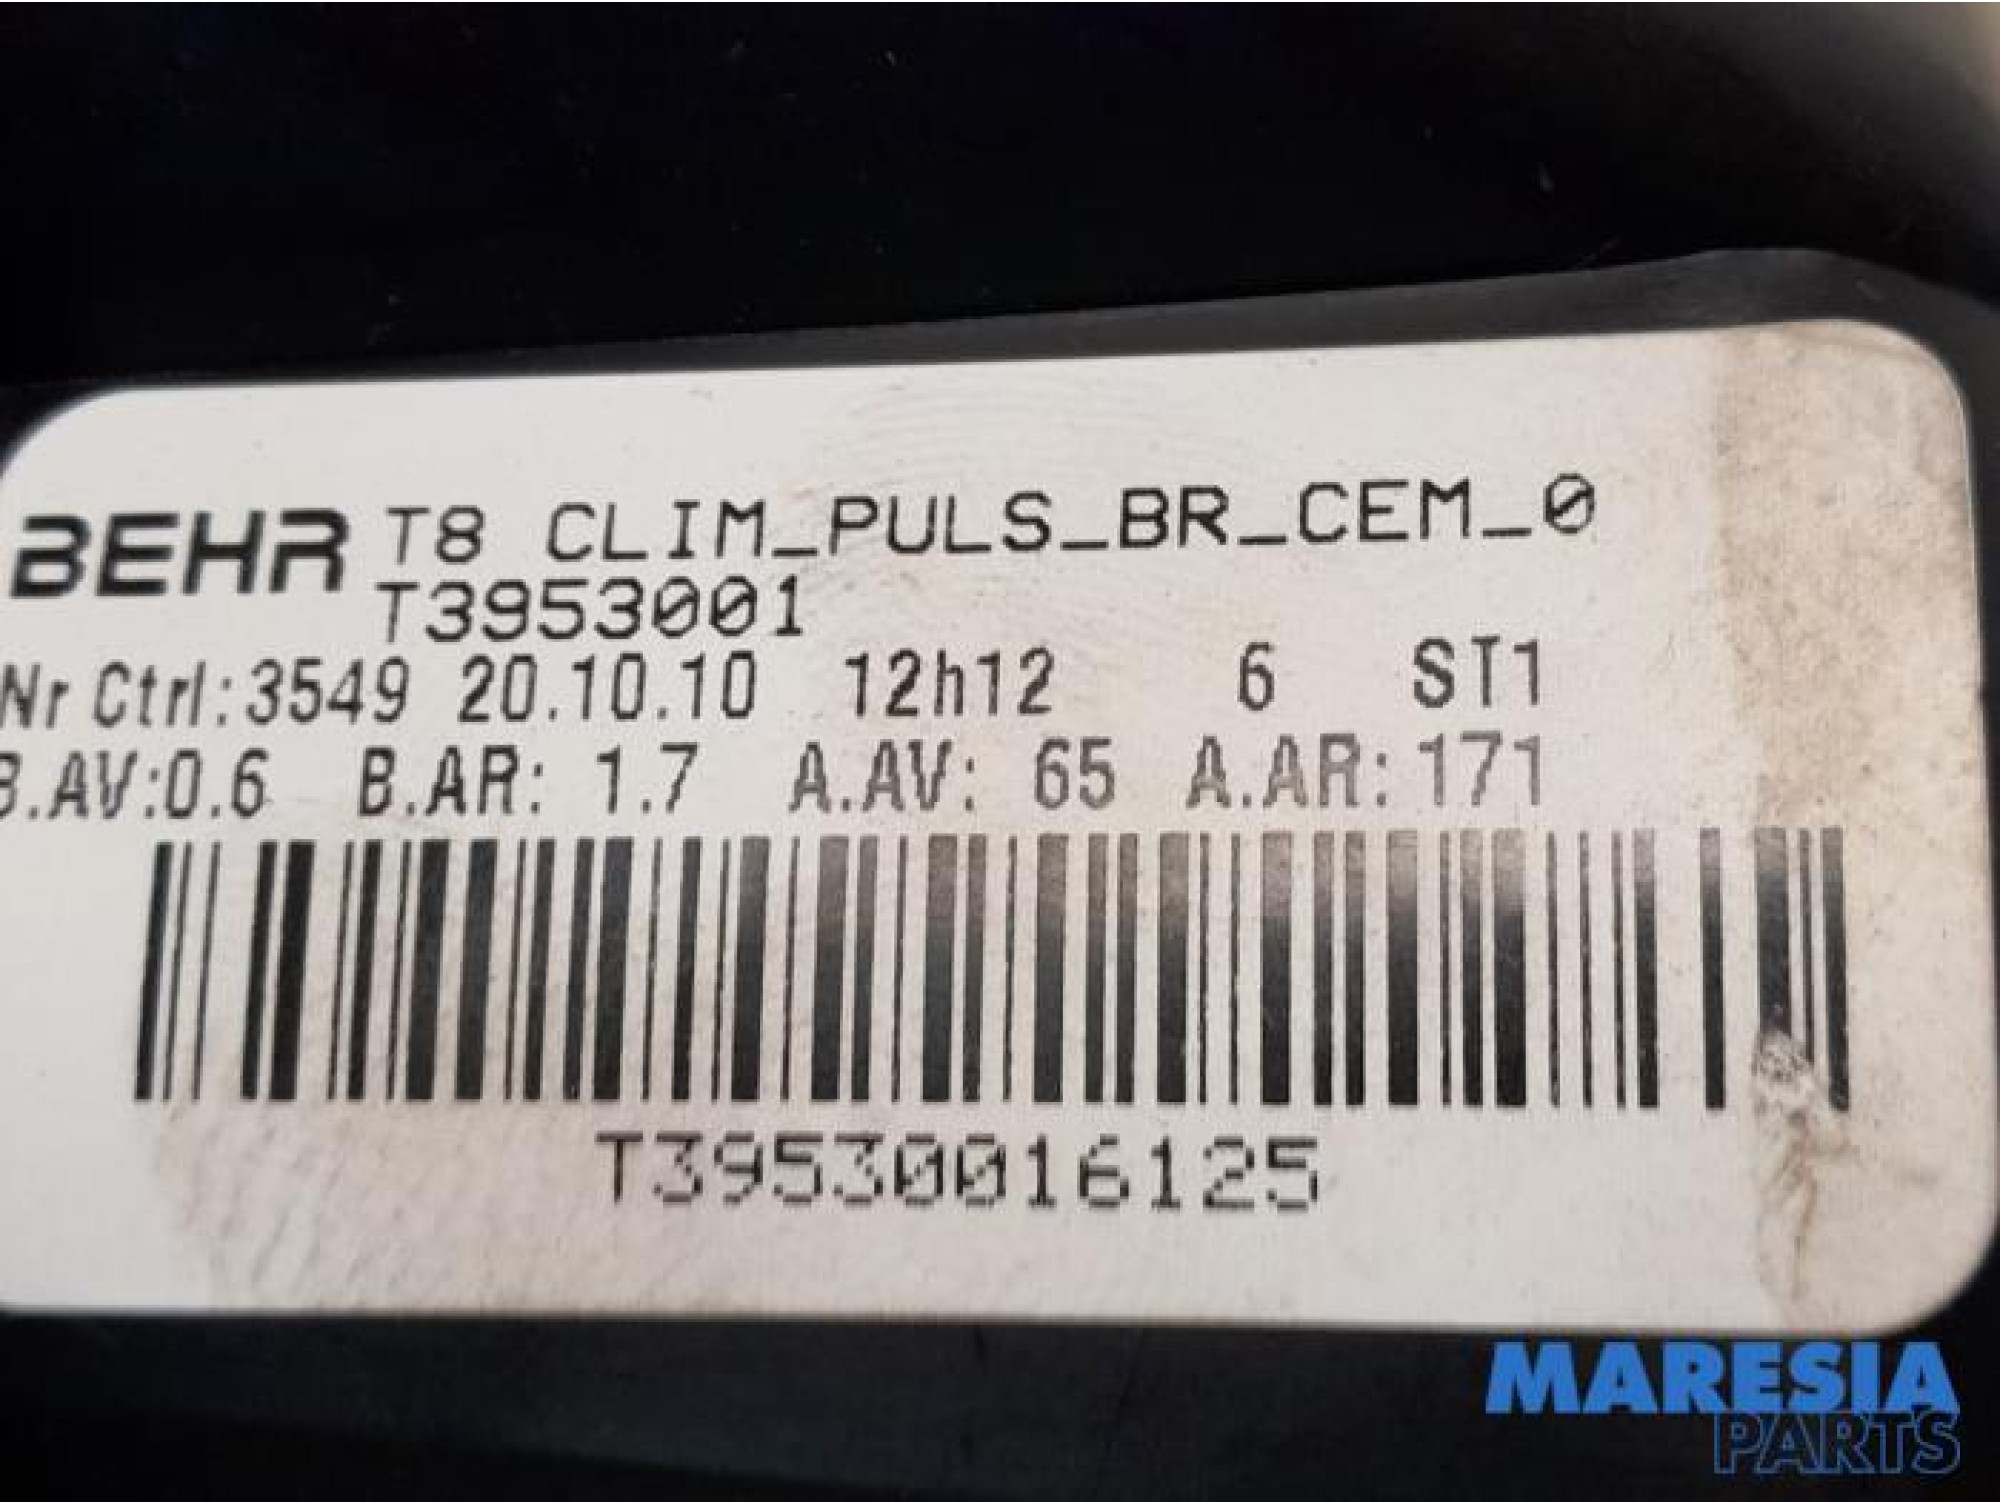 BEHR T8 CLIM_PULS_BR_CEM_0
T3953001
Nr Ctrl:3549 20.10.10 12h12 6 ST1
B.AV:0.6 B.AR: 1.7 A.AV: 65 A.AR:171
T39530016125
MARESIA
PARTS